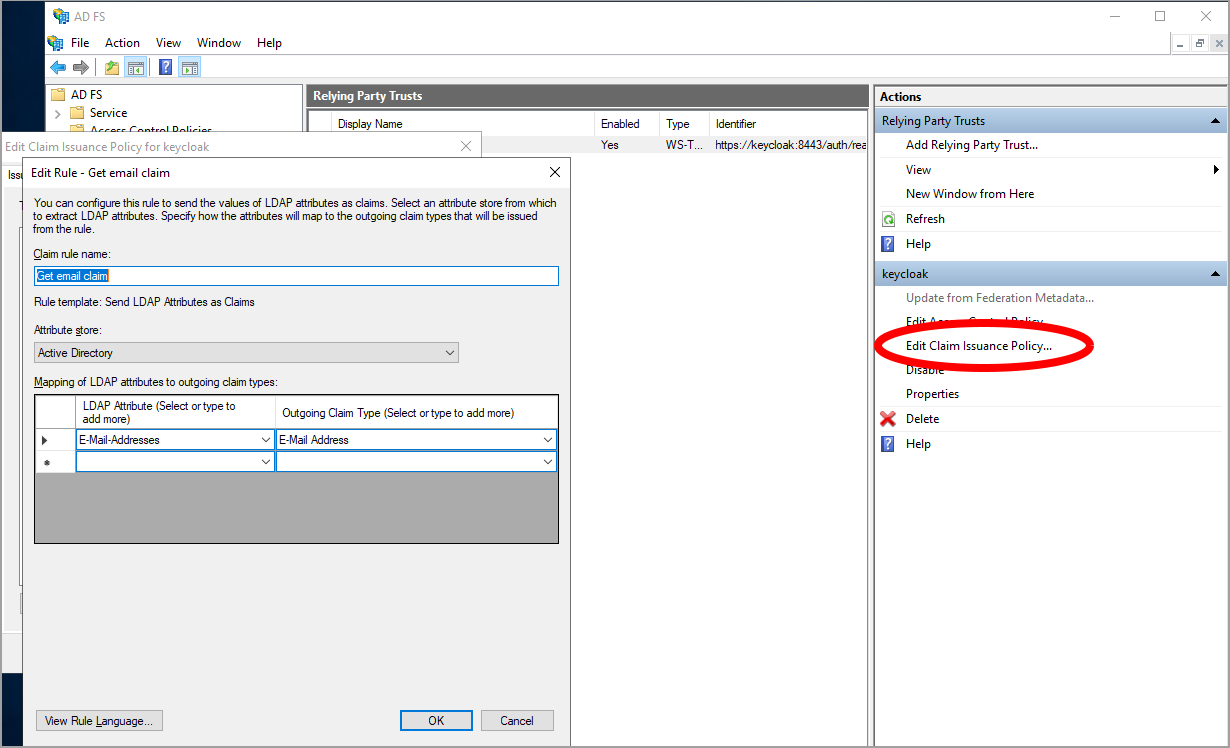 AD FS
File Action View Window Help
AD FS
Service
Access Control Policies
Relying Party Trusts
Display Name Enabled Type Identifier
Yes WS-T... https://keycloak:8443/auth/rea
Edit Claim Issuance Policy for keycloak
Edit Rule - Get email claim
You can configure this rule to send the values of LDAP attributes as claims. Select an attribute store from which
to extract LDAP attributes. Specify how the attributes will map to the outgoing claim types that will be issued
from the rule.
Claim rule name:
Get email claim
Rule template: Send LDAP Attributes as Claims
Attribute store:
Active Directory
Mapping of LDAP attributes to outgoing claim types:
LDAP Attribute (Select or type to
add more)
Outgoing Claim Type (Select or type to add more)
E-Mail-Addresses E-Mail Address
View Rule Language... OK Cancel
Actions
Relying Party Trusts
Add Relying Party Trust...
View
New Window from Here
Refresh
Help
keycloak
Update from Federation Metadata...
Edit Access Control Policy...
Edit Claim Issuance Policy...
Disable
Properties
Delete
Help